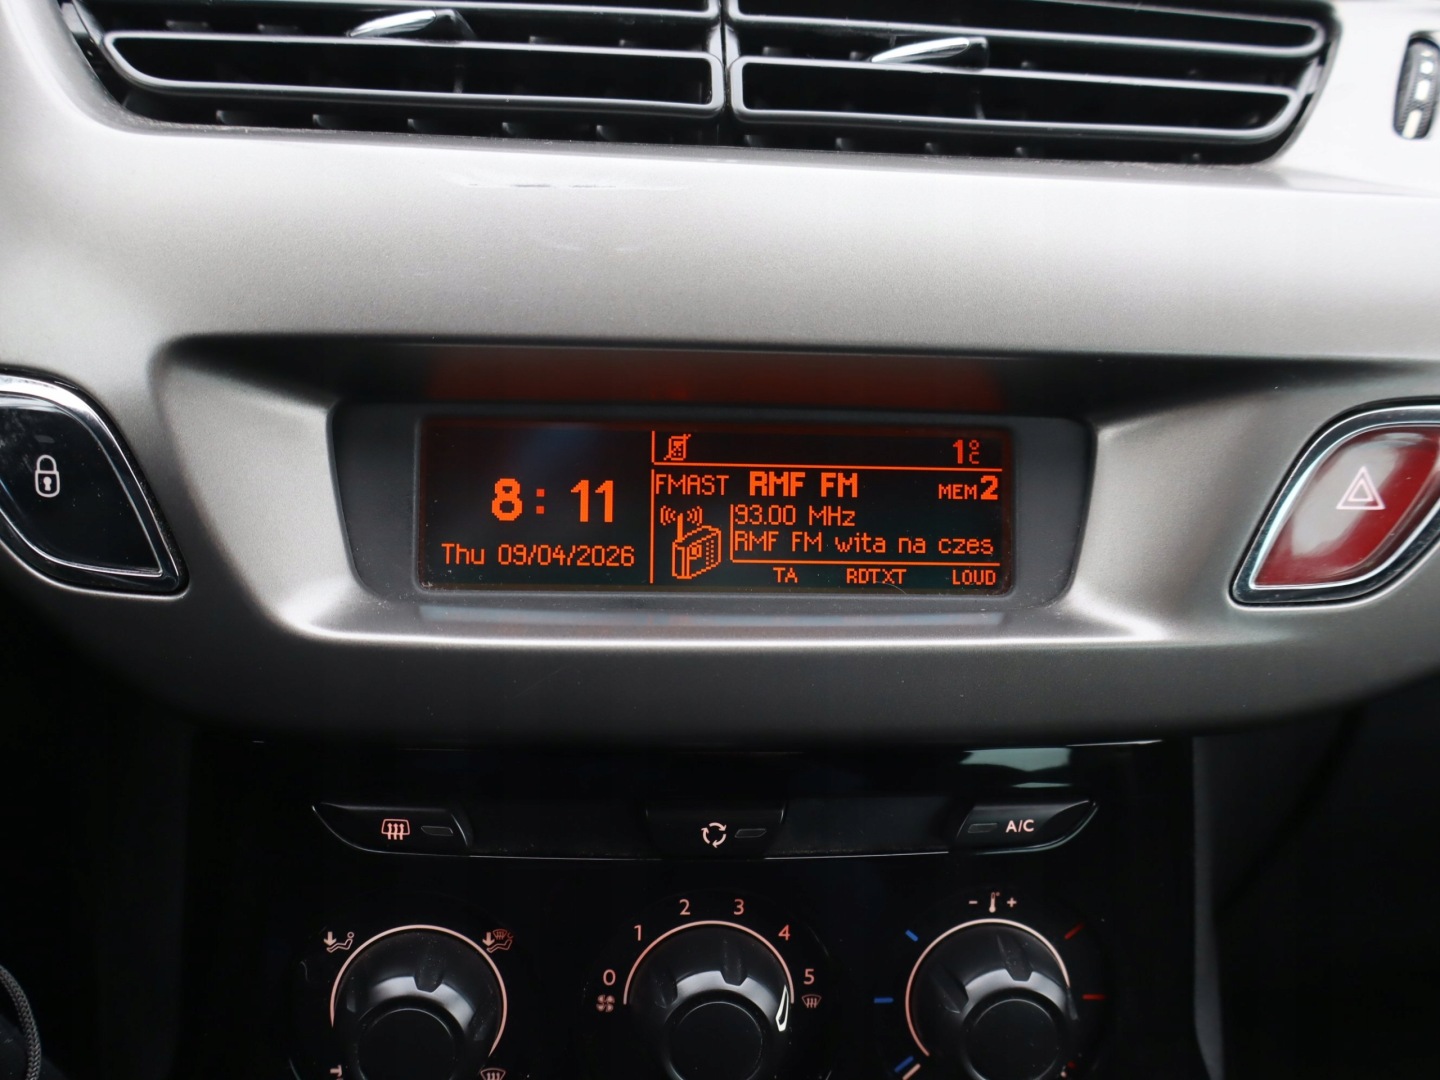 1°C
8:11
FMAST RMF FM MEM2
93.00 MHz
RMF FM wita na czes
Thu 09/04/2026
TA RDTXT LOUD
A/C
0 1 2 3 4 5
- +